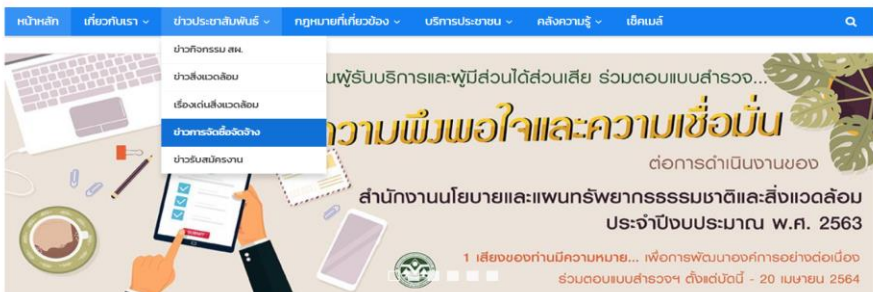 หน้าหลัก เกี่ยวกับเรา ข่าวประชาสัมพันธ์ กฎหมายที่เกี่ยวข้อง บริการประชาชน คลังความรู้ เช็คเมล์
ข่าวกิจกรรม สผ.
ข่าวสิ่งแวดล้อม
เรื่องเด่นสิ่งแวดล้อม
ข่าวการจัดซื้อจัดจ้าง
ข่าวรับสมัครงาน
นผู้รับบริการและผู้มีส่วนได้ส่วนเสีย ร่วมตอบแบบสำรวจ...
วามพึงพอใจและความเชื่อมั่น
ต่อการดำเนินงานของ
สำนักงานนโยบายและแผนทรัพยากรธรรมชาติและสิ่งแวดล้อม
ประจำปีงบประมาณ พ.ศ. 2563
1 เสียงของท่านมีความหมาย... เพื่อการพัฒนาองค์การอย่างต่อเนื่อง
ร่วมตอบแบบสำรวจฯ ตั้งแต่บัดนี้ - 20 เมษายน 2564